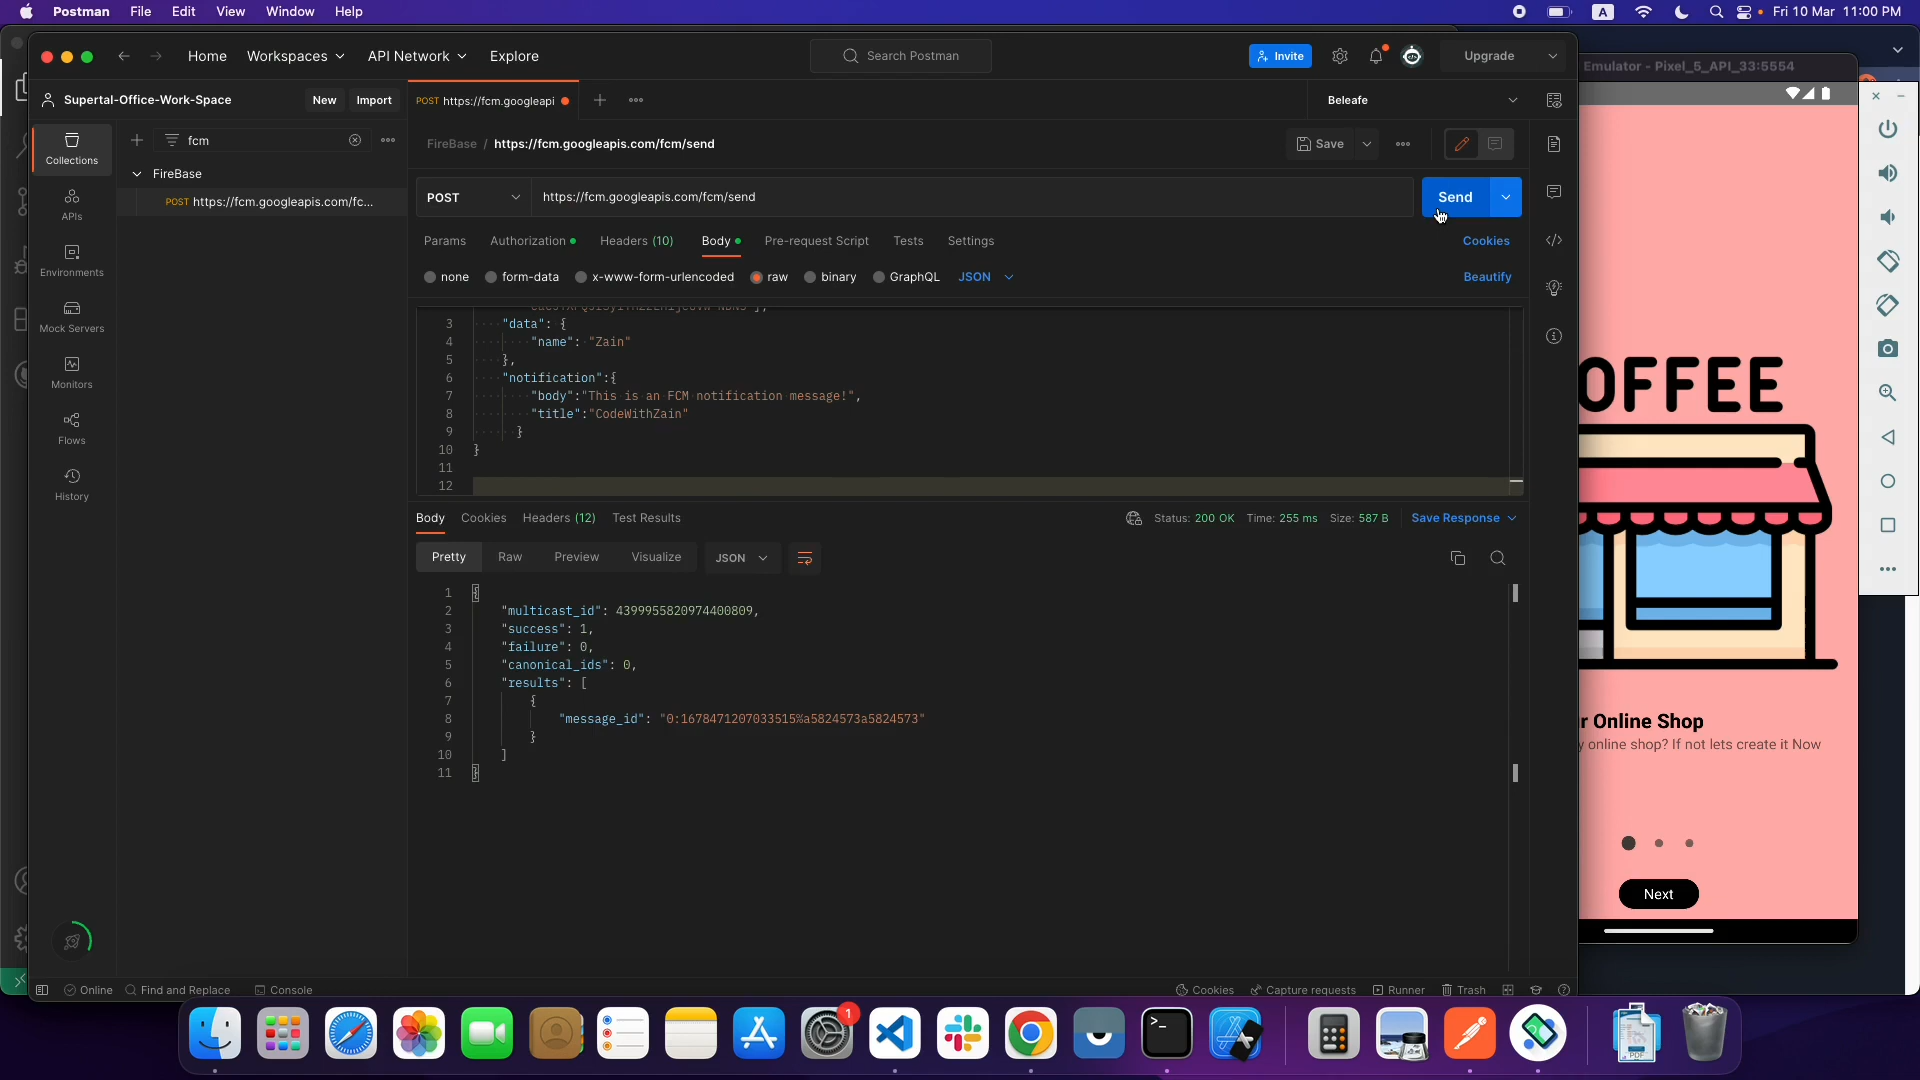 Postman File Edit View Window Help
A Fri 10 Mar 11:00 PM
Home Workspaces API Network Explore
Search Postman
Invite
Upgrade
Emulator - Pixel_5_API_33:5554
Supertal-Office-Work-Space
New Import
POST https://fcm.googleapi
Beleafe
fcm
FireBase / https://fcm.googleapis.com/fcm/send
Save
Collections
FireBase
POST https://fcm.googleapis.com/fc...
APIs
Environments
Mock Servers
Monitors
Flows
History
POST https://fcm.googleapis.com/fcm/send
Send
Params Authorization Headers (10) Body Pre-request Script Tests Settings
Cookies
none form-data x-www-form-urlencoded raw binary GraphQL JSON
Beautify
3 "data": {
4 "name": "Zain"
5 },
6 "notification":{
7 "body":"This is an FCM notification message!",
8 "title":"CodeWithZain"
9 }
10 }
11
12
Body Cookies Headers (12) Test Results
Status: 200 OK Time: 255 ms Size: 587 B
Save Response
Pretty Raw Preview Visualize JSON
1 {
2 "multicast_id": 4399955820974400809,
3 "success": 1,
4 "failure": 0,
5 "canonical_ids": 0,
6 "results": [
7 {
8 "message_id": "0:1678471207033515%a5824573a5824573"
9 }
10 ]
11 }
OFFEE
r Online Shop
y online shop? If not lets create it Now
Next
Online Find and Replace Console
Cookies Capture requests Runner Trash
1
PDF